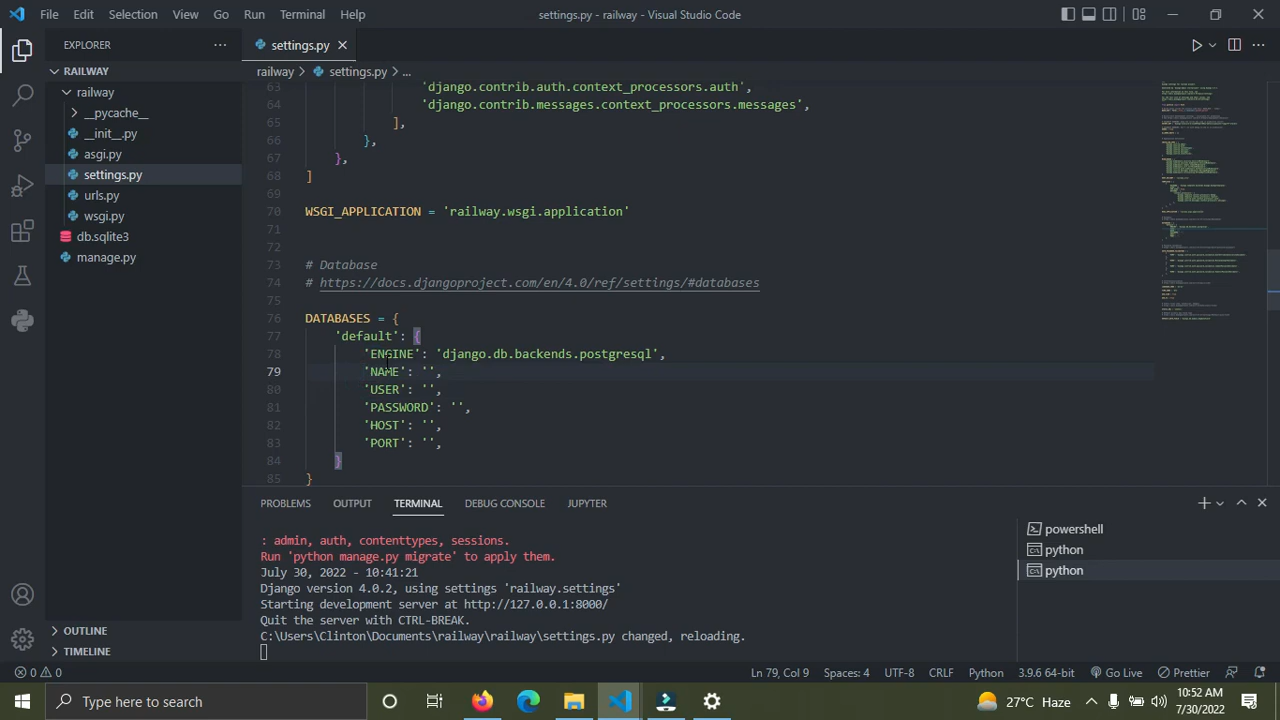 File Edit Selection View Go Run Terminal Help
settings.py - railway - Visual Studio Code
EXPLORER
RAILWAY
railway
__pycache__
__init__.py
asgi.py
settings.py
urls.py
wsgi.py
db.sqlite3
manage.py
OUTLINE
TIMELINE
settings.py
railway > settings.py > ...
63 'django.contrib.auth.context_processors.auth',
64 'django.contrib.messages.context_processors.messages',
65 ],
66 },
67 },
68 ]
69
70 WSGI_APPLICATION = 'railway.wsgi.application'
71
72
73 # Database
74 # https://docs.djangoproject.com/en/4.0/ref/settings/#databases
75
76 DATABASES = {
77 'default': {
78 'ENGINE': 'django.db.backends.postgresql',
79 'NAME': '',
80 'USER': '',
81 'PASSWORD': '',
82 'HOST': '',
83 'PORT': '',
84 }
85 }
PROBLEMS OUTPUT TERMINAL DEBUG CONSOLE JUPYTER
: admin, auth, contenttypes, sessions.
Run 'python manage.py migrate' to apply them.
July 30, 2022 - 10:41:21
Django version 4.0.2, using settings 'railway.settings'
Starting development server at http://127.0.0.1:8000/
Quit the server with CTRL-BREAK.
C:\Users\Clinton\Documents\railway\railway\settings.py changed, reloading.
powershell
python
python
0 0 Ln 79, Col 9 Spaces: 4 UTF-8 CRLF Python 3.9.6 64-bit Go Live Prettier
Type here to search
27°C Haze
10:52 AM
7/30/2022